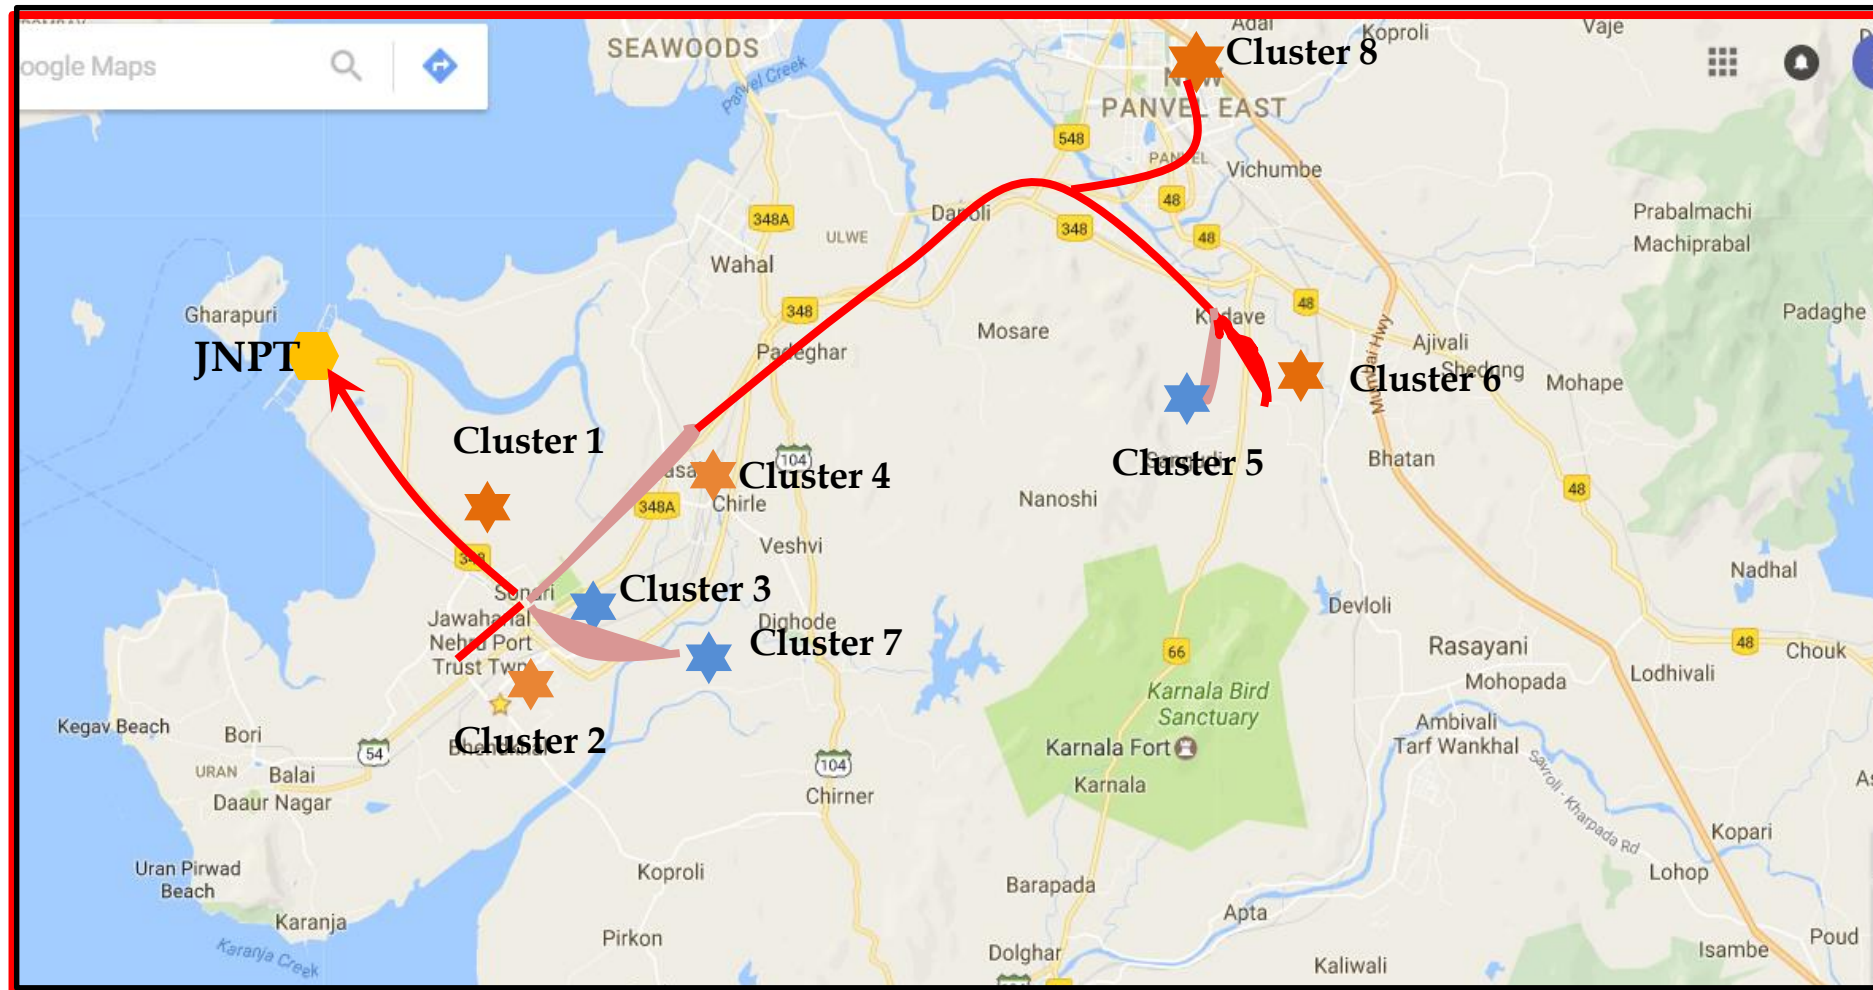 oogle Maps
SEAWOODS
Panvel Creek
Adai
Koproli
Vaje
Cluster 8
PANVEL EAST
548
PANVEL
Vichumbe
48
348A
Dapoli
348
48
Prabalmachi
Machiprabal
ULWE
Wahal
Gharapuri
348
48
Padaghe
Mosare
JNPT
Padeghar
Mumbai Hwy
Ajivali
Shedung
Mohape
Cluster 6
Cluster 1
Cluster 5
104
Bhatan
Cluster 4
348A
Chirle
Nanoshi
48
Veshvi
348
Sonari
Cluster 3
Nadhal
Jawaharlal
Nehru Port
Trust Twn
Dighode
Devloli
Cluster 7
66
Rasayani
48
Chouk
Mohopada
Lodhivali
Karnala Bird
Sanctuary
Kegav Beach
Bori
Cluster 2
54
Karnala Fort
Ambivali
Tarf Wankhal
URAN
Balai
104
Savroli - Kharpada Rd
Daaur Nagar
Chirner
Karnala
Kopari
Uran Pirwad
Beach
Koproli
Barapada
Lohop
Karanja
Apta
Karanja Creek
Pirkon
Dolghar
Kaliwali
Isambe
Poud